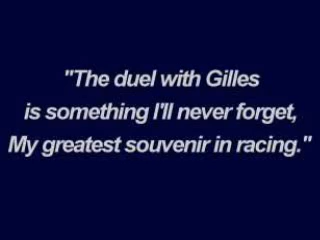 "The duel with Gilles
is something I'll never forget,
My greatest souvenir in racing."